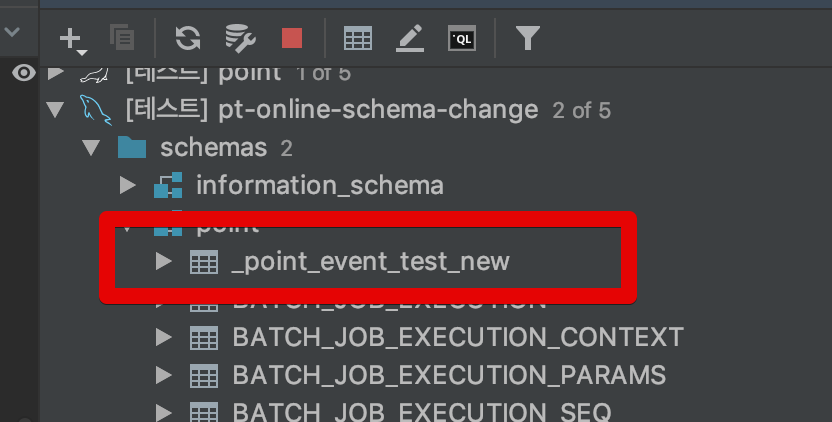 QL
[테스트] point 1 of 5
[테스트] pt-online-schema-change 2 of 5
schemas 2
information_schema
point
_point_event_test_new
BATCH_JOB_EXECUTION
BATCH_JOB_EXECUTION_CONTEXT
BATCH_JOB_EXECUTION_PARAMS
BATCH_JOB_EXECUTION_SEQ